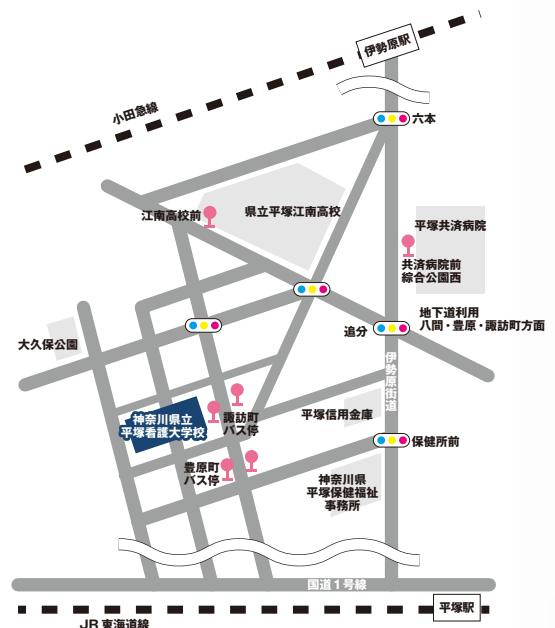 伊勢原駅
小田急線
六本
県立平塚江南高校
江南高校前
平塚共済病院
共済病院前
綜合公園西
地下道利用
八間・豊原・諏訪町方面
追分
大久保公園
伊勢原街道
神奈川県立
平塚看護大学校
諏訪町
バス停
平塚信用金庫
保健所前
豊原町
バス停
神奈川県
平塚保健福祉
事務所
国道1号線
平塚駅
JR東海道線